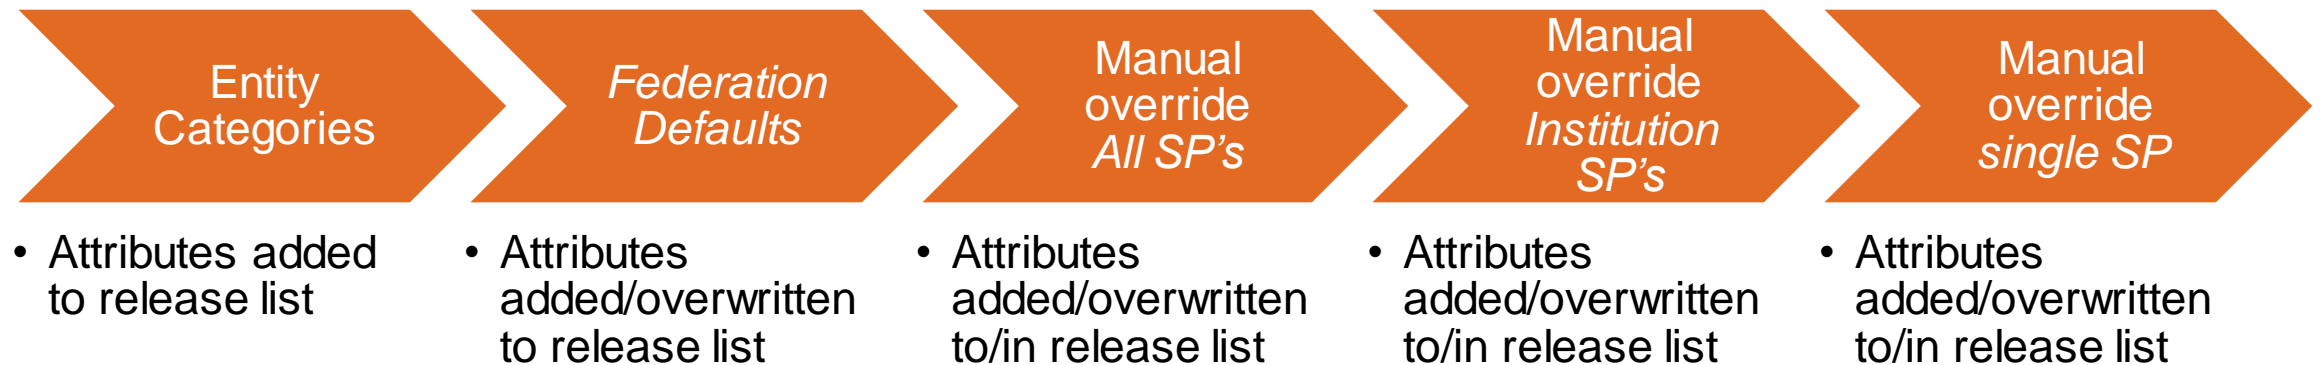 Entity
Categories
Federation
Defaults
Manual
override
All SP’s
Manual
override
Institution
SP’s
Manual
override
single SP
• Attributes added
to release list
• Attributes
added/overwritten
to release list
• Attributes
added/overwritten
to/in release list
• Attributes
added/overwritten
to/in release list
• Attributes
added/overwritten
to/in release list